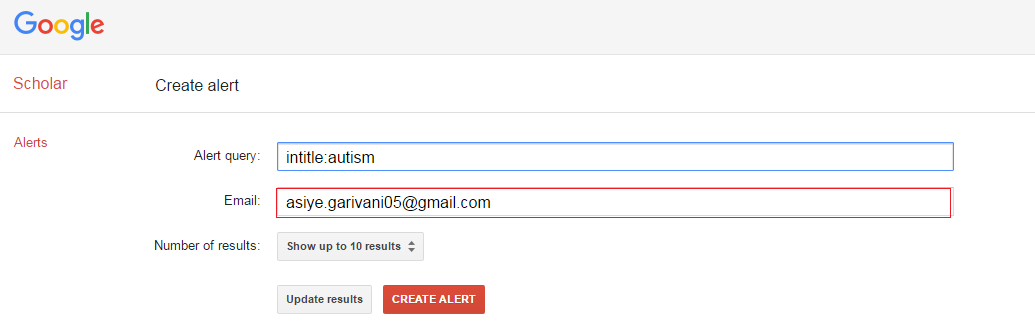 Google
Scholar Create alert
Alerts
Alert query: intitle:autism
Email: asiye.garivani05@gmail.com
Number of results: Show up to 10 results
Update results CREATE ALERT